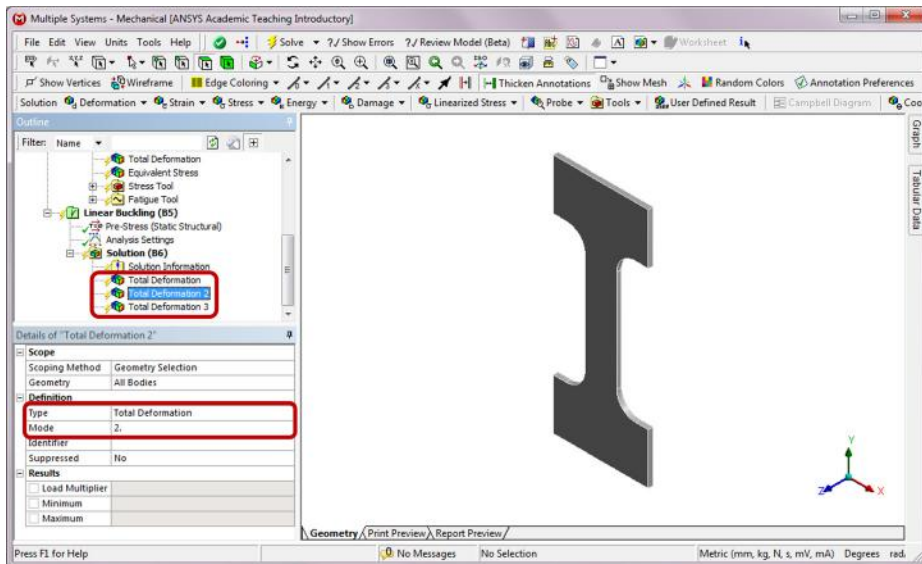 Multiple Systems - Mechanical [ANSYS Academic Teaching Introductory]
File Edit View Units Tools Help Solve ?/ Show Errors ?/ Review Model (Beta) A Worksheet
Show Vertices Wireframe Edge Coloring Thicken Annotations Show Mesh Random Colors Annotation Preferences
Solution Deformation Strain Stress Energy Damage Linearized Stress Probe Tools User Defined Result Campbell Diagram Coo
Outline
Filter: Name
Total Deformation
Equivalent Stress
Stress Tool
Fatigue Tool
Linear Buckling (B5)
Pre-Stress (Static Structural)
Analysis Settings
Solution (B6)
Solution Information
Total Deformation
Total Deformation 2
Total Deformation 3
Details of "Total Deformation 2"
Scope
Scoping Method Geometry Selection
Geometry All Bodies
Definition
Type Total Deformation
Mode 2.
Identifier
Suppressed No
Results
Load Multiplier
Minimum
Maximum
Graph
Tabular Data
Y
Z X
Geometry Print Preview Report Preview
Press F1 for Help 0 No Messages No Selection Metric (mm, kg, N, s, mV, mA) Degrees rad/